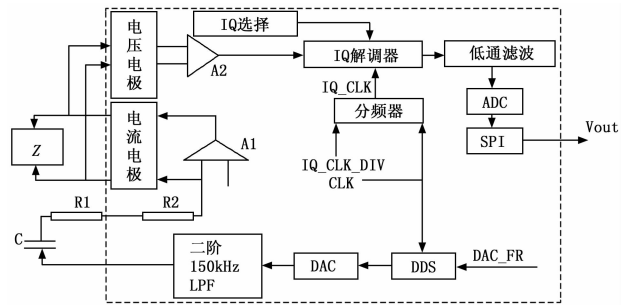 电压电极
IQ选择
A2
IQ解调器
低通滤波
IQ_CLK
ADC
分频器
SPI
Vout
电流电极
A1
Z
IQ_CLK_DIV
CLK
R1
R2
C
二阶
150kHz
LPF
DAC
DDS
DAC_FR